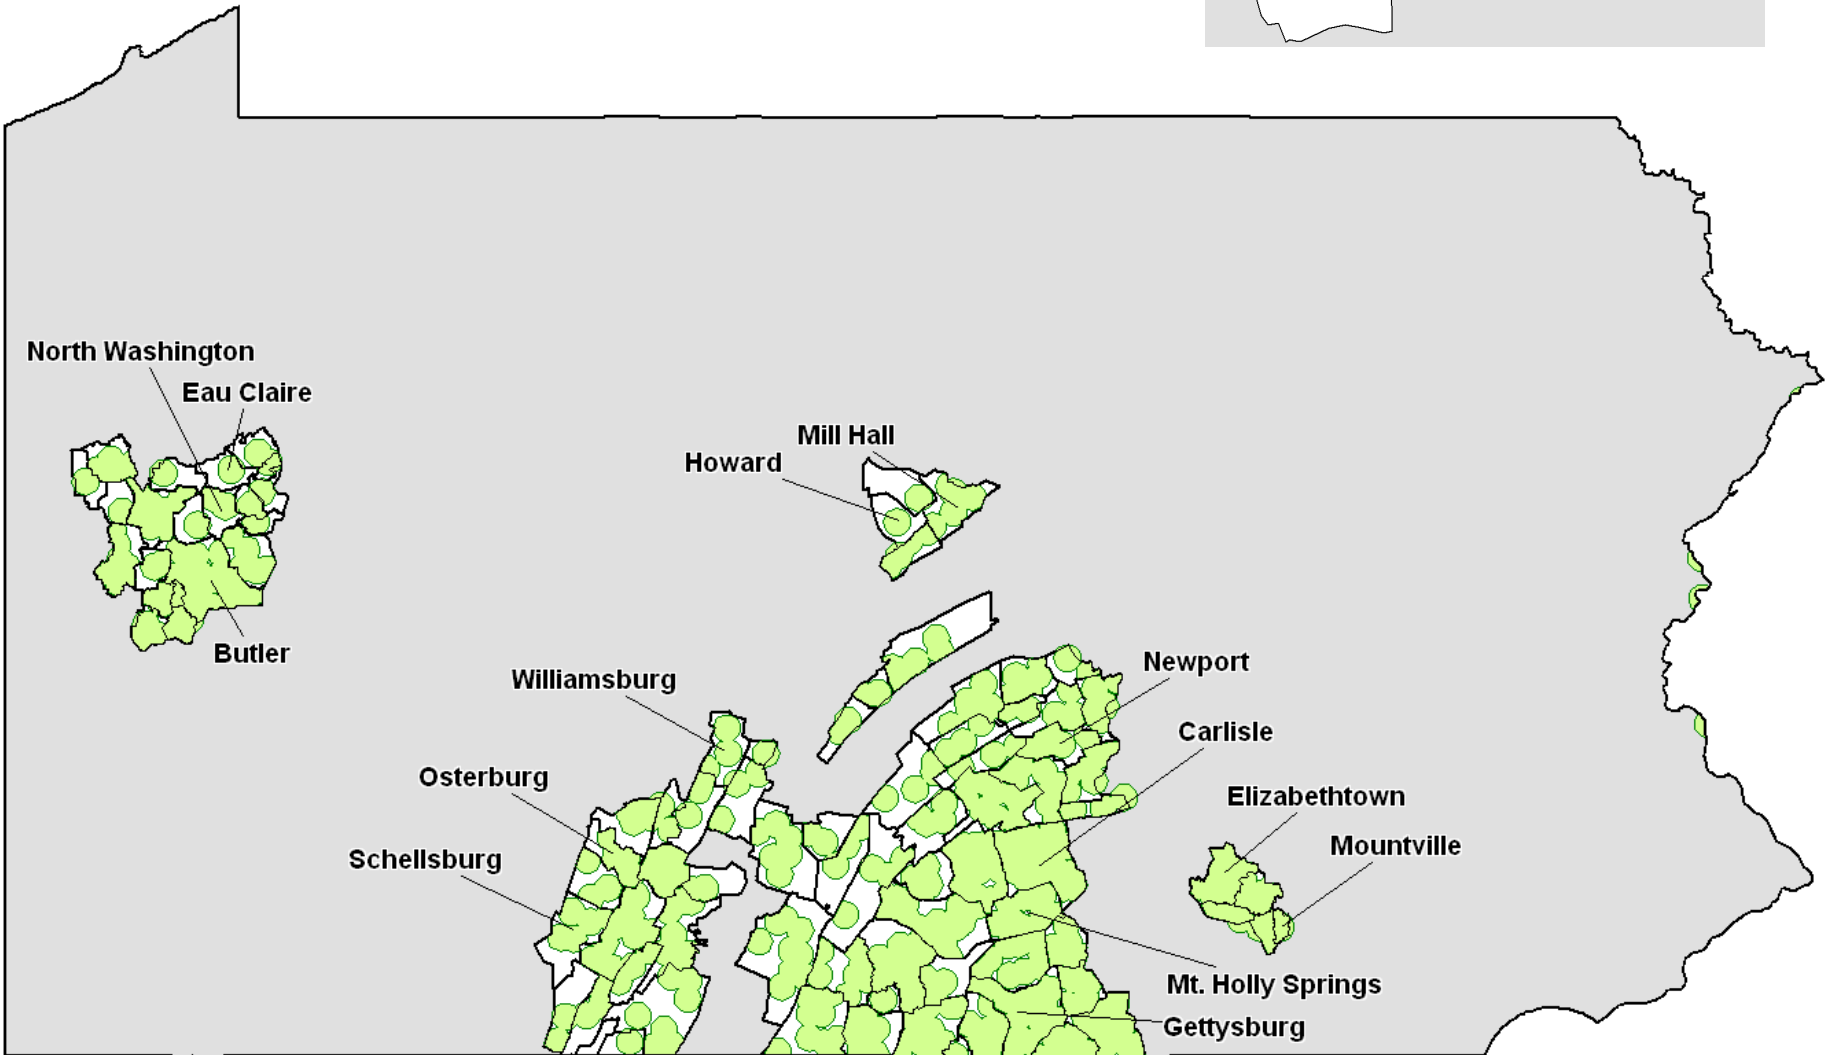 North Washington
Eau Claire
Mill Hall
Howard
Butler
Newport
Williamsburg
Carlisle
Osterburg
Elizabethtown
Mountville
Schellsburg
Mt. Holly Springs
Gettysburg